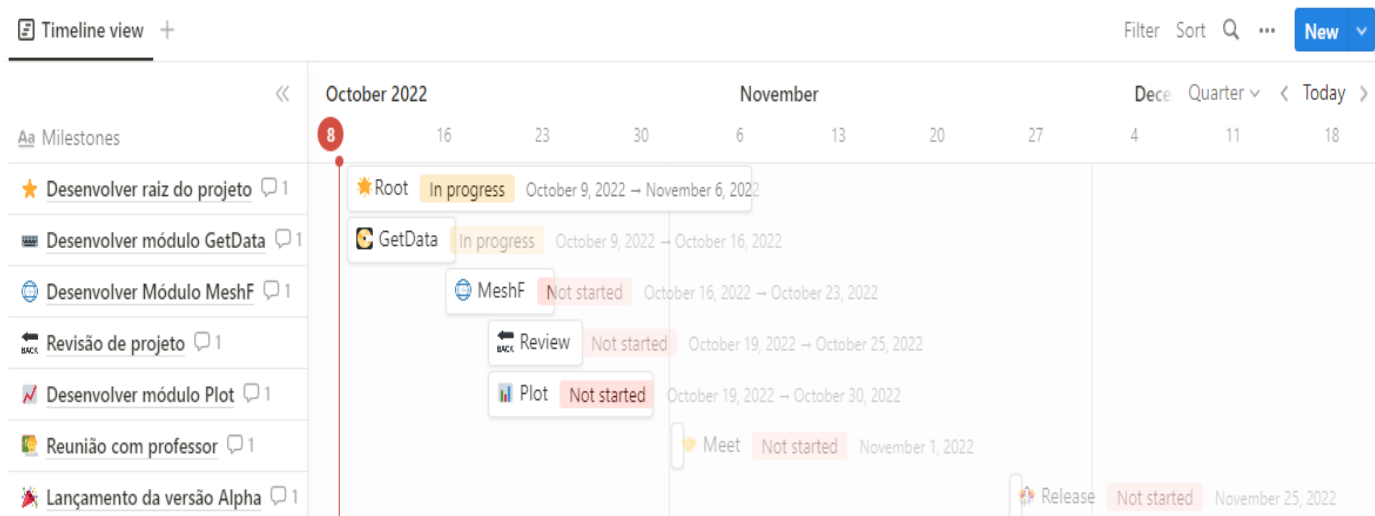 Timeline view +
Filter Sort ••• New
October 2022 November Dece Quarter Today
Aa Milestones 8 16 23 30 6 13 20 27 4 11 18
Desenvolver raiz do projeto 1 Root In progress October 9, 2022 → November 6, 2022
Desenvolver módulo GetData 1 GetData In progress October 9, 2022 → October 16, 2022
Desenvolver Módulo MeshF 1 MeshF Not started October 16, 2022 → October 23, 2022
BACK Revisão de projeto 1 BACK Review Not started October 19, 2022 → October 25, 2022
Desenvolver módulo Plot 1 Plot Not started October 19, 2022 → October 30, 2022
Reunião com professor 1 Meet Not started November 1, 2022
Lançamento da versão Alpha 1 Release Not started November 25, 2022